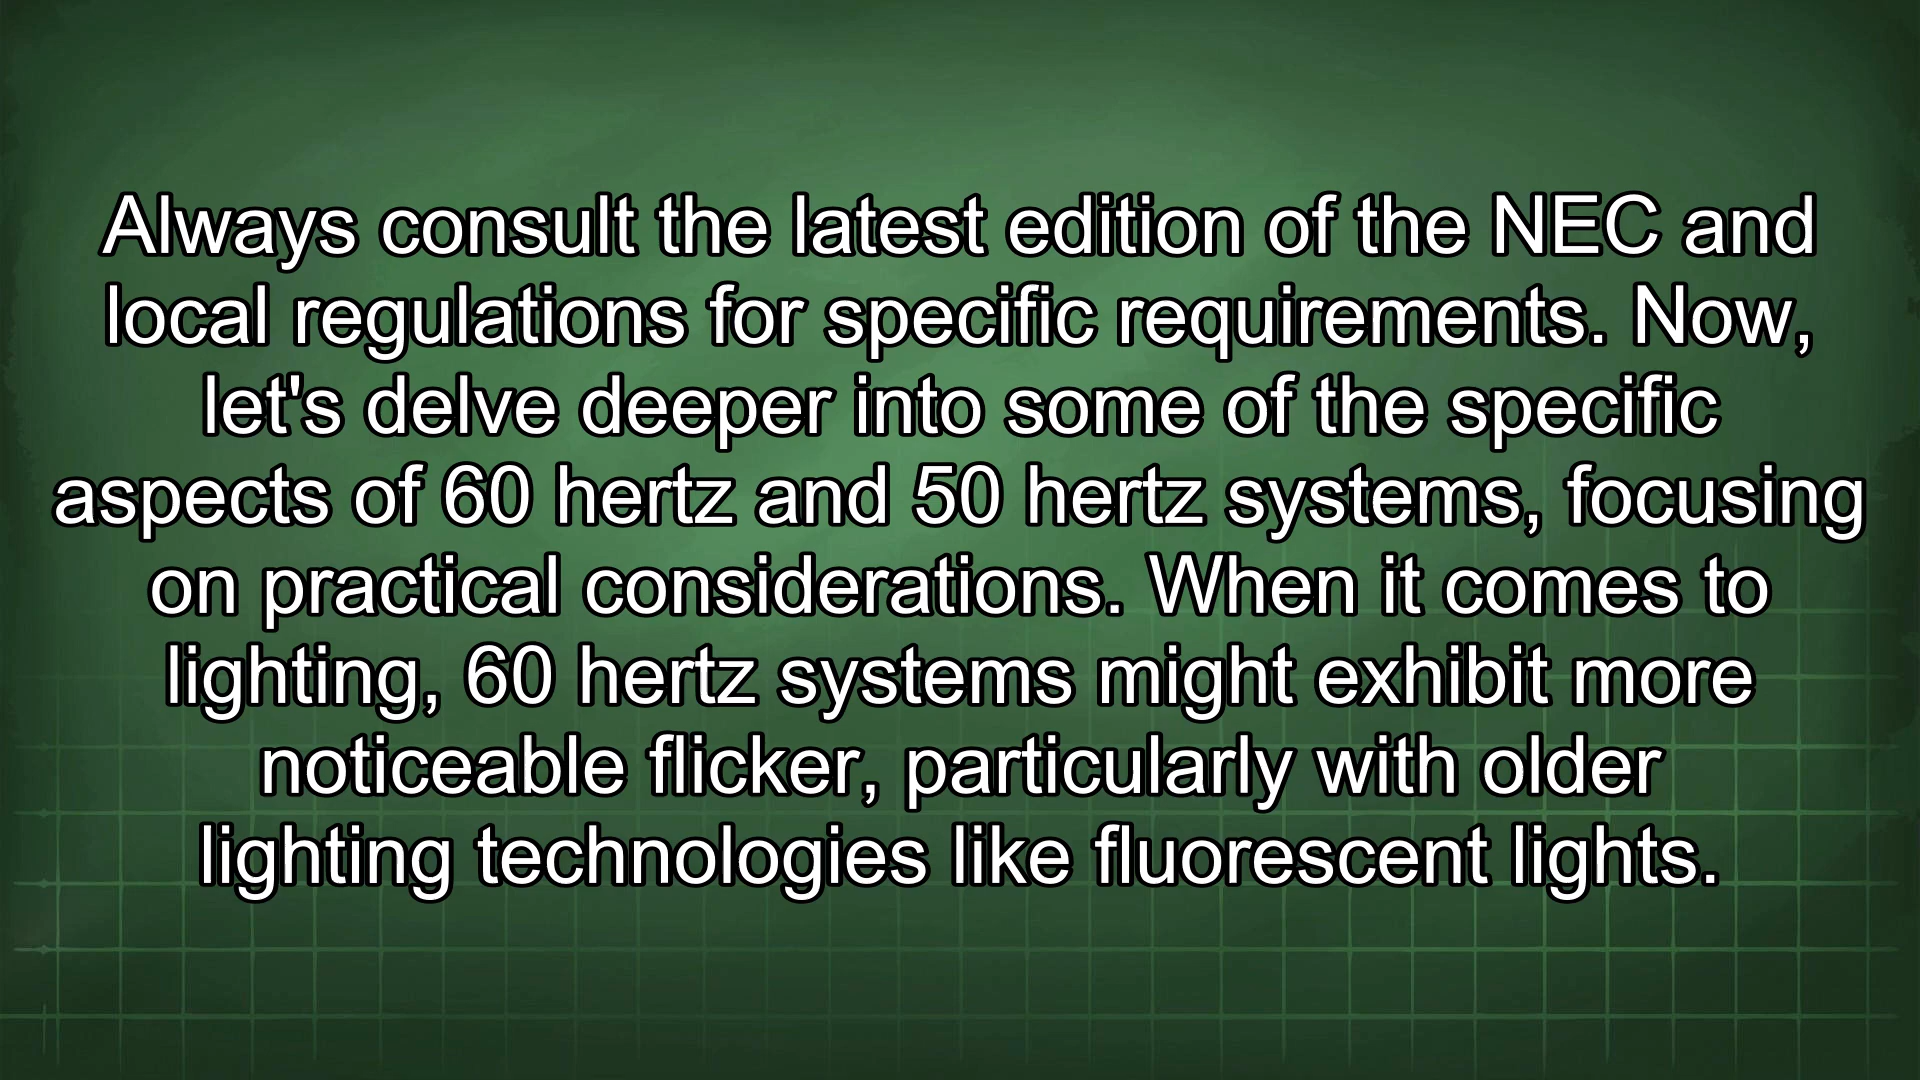 Always consult the latest edition of the NEC and
local regulations for specific requirements. Now,
let's delve deeper into some of the specific
aspects of 60 hertz and 50 hertz systems, focusing
on practical considerations. When it comes to
lighting, 60 hertz systems might exhibit more
noticeable flicker, particularly with older
lighting technologies like fluorescent lights.